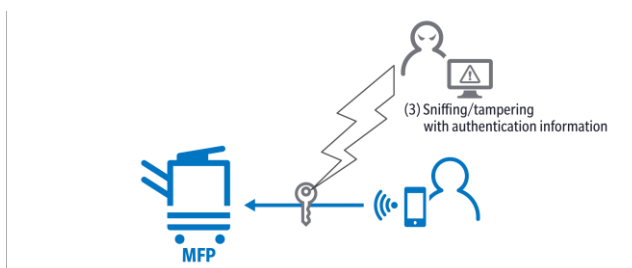 (3) Sniffing/tampering
with authentication information
MFP